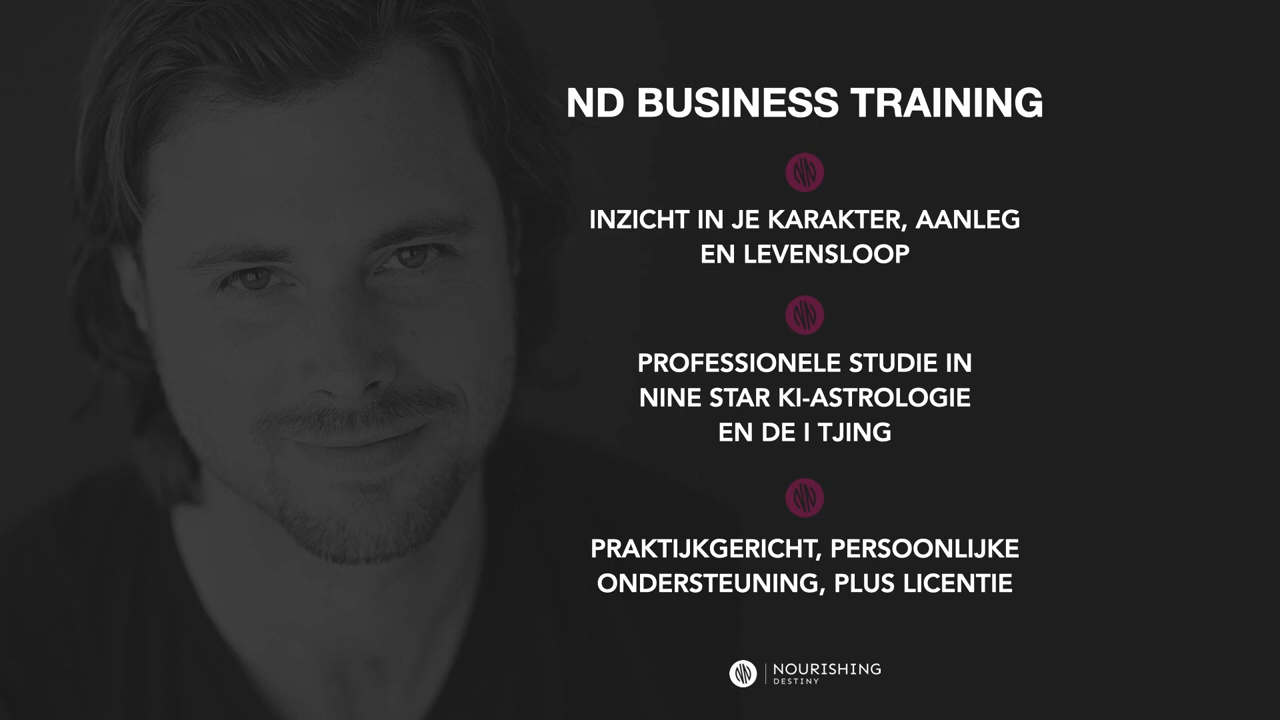 ND BUSINESS TRAINING
INZICHT IN JE KARAKTER, AANLEG
EN LEVENSLOOP
PROFESSIONELE STUDIE IN
NINE STAR KI-ASTROLOGIE
EN DE I TJING
PRAKTIJKGERICHT, PERSOONLIJKE
ONDERSTEUNING, PLUS LICENTIE
NOURISHING
DESTINY